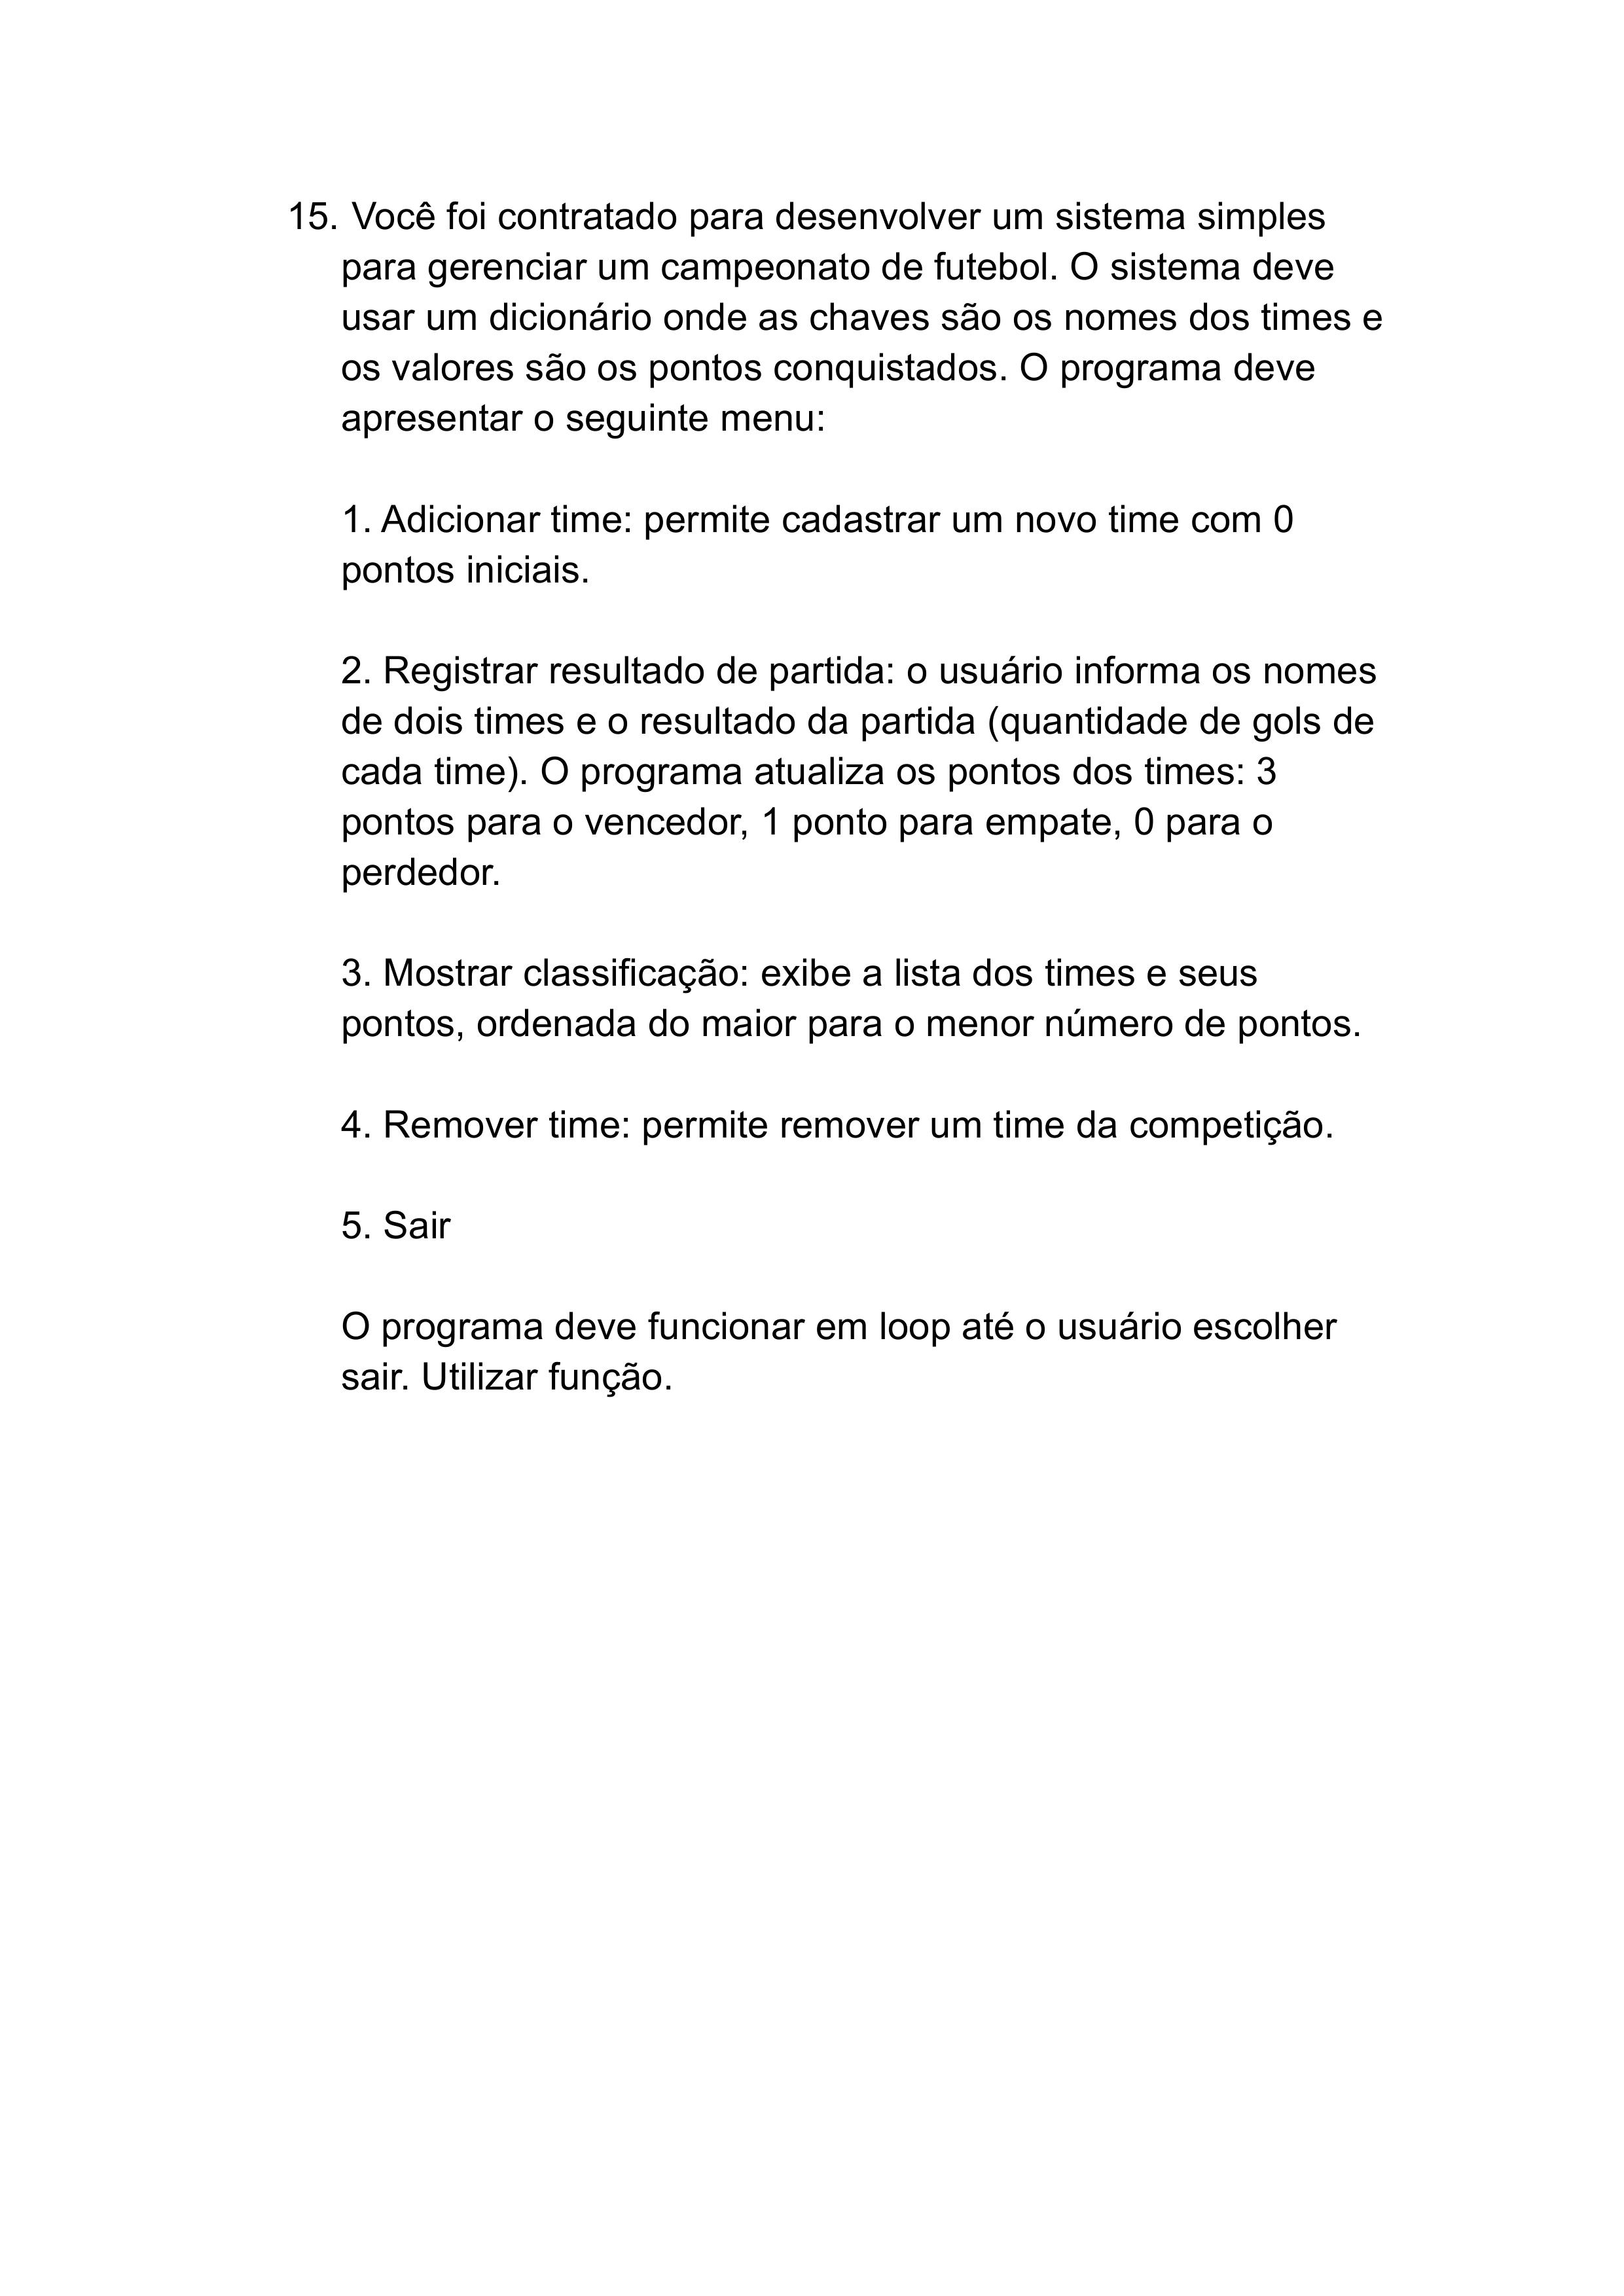 15. Você foi contratado para desenvolver um sistema simples
para gerenciar um campeonato de futebol. O sistema deve
usar um dicionário onde as chaves são os nomes dos times e
os valores são os pontos conquistados. O programa deve
apresentar o seguinte menu:
1. Adicionar time: permite cadastrar um novo time com 0
pontos iniciais.
2. Registrar resultado de partida: o usuário informa os nomes
de dois times e o resultado da partida (quantidade de gols de
cada time). O programa atualiza os pontos dos times: 3
pontos para o vencedor, 1 ponto para empate, 0 para o
perdedor.
3. Mostrar classificação: exibe a lista dos times e seus
pontos, ordenada do maior para o menor número de pontos.
4. Remover time: permite remover um time da competição.
5. Sair
O programa deve funcionar em loop até o usuário escolher
sair. Utilizar função.